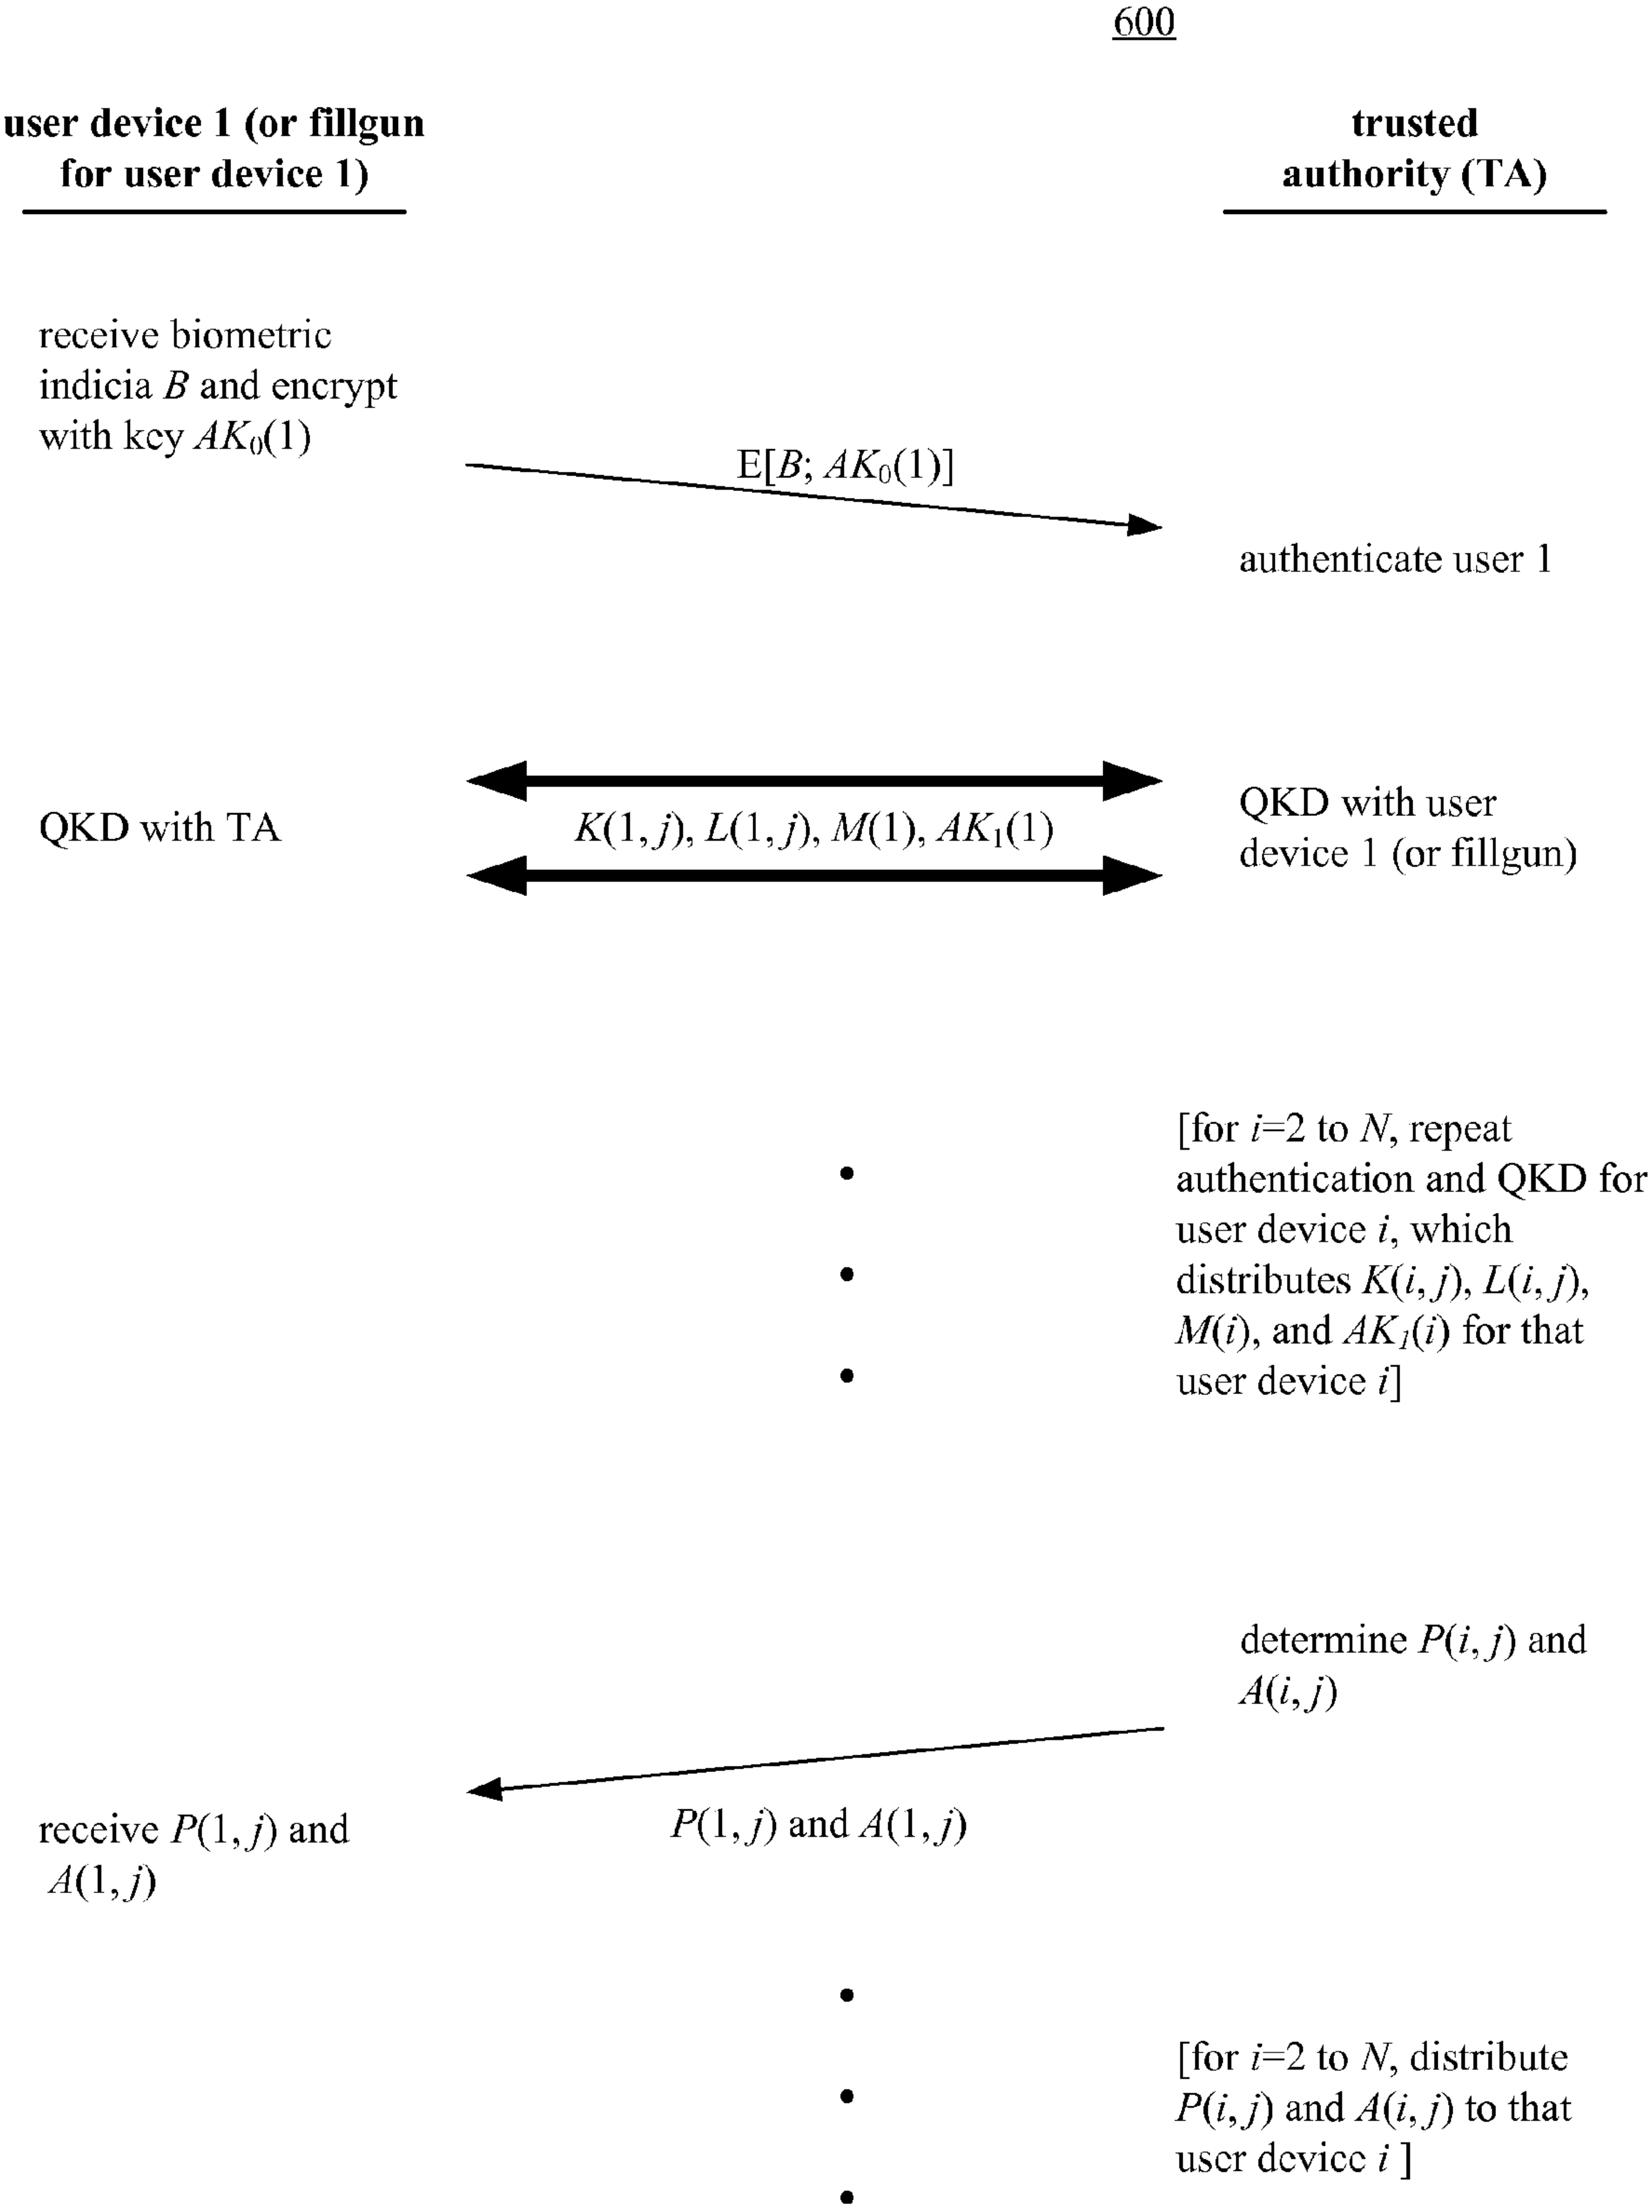 600
user device 1 (or fillgun
for user device 1)
trusted
authority (TA)
receive biometric
indicia B and encrypt
with key AK₀(1)
E[B; AK₀(1)]
authenticate user 1
QKD with TA
K(1, j), L(1, j), M(1), AK₁(1)
QKD with user
device 1 (or fillgun)
[for i=2 to N, repeat
authentication and QKD for
user device i, which
distributes K(i, j), L(i, j),
M(i), and AK₁(i) for that
user device i]
determine P(i, j) and
A(i, j)
receive P(1, j) and
A(1, j)
P(1, j) and A(1, j)
[for i=2 to N, distribute
P(i, j) and A(i, j) to that
user device i ]